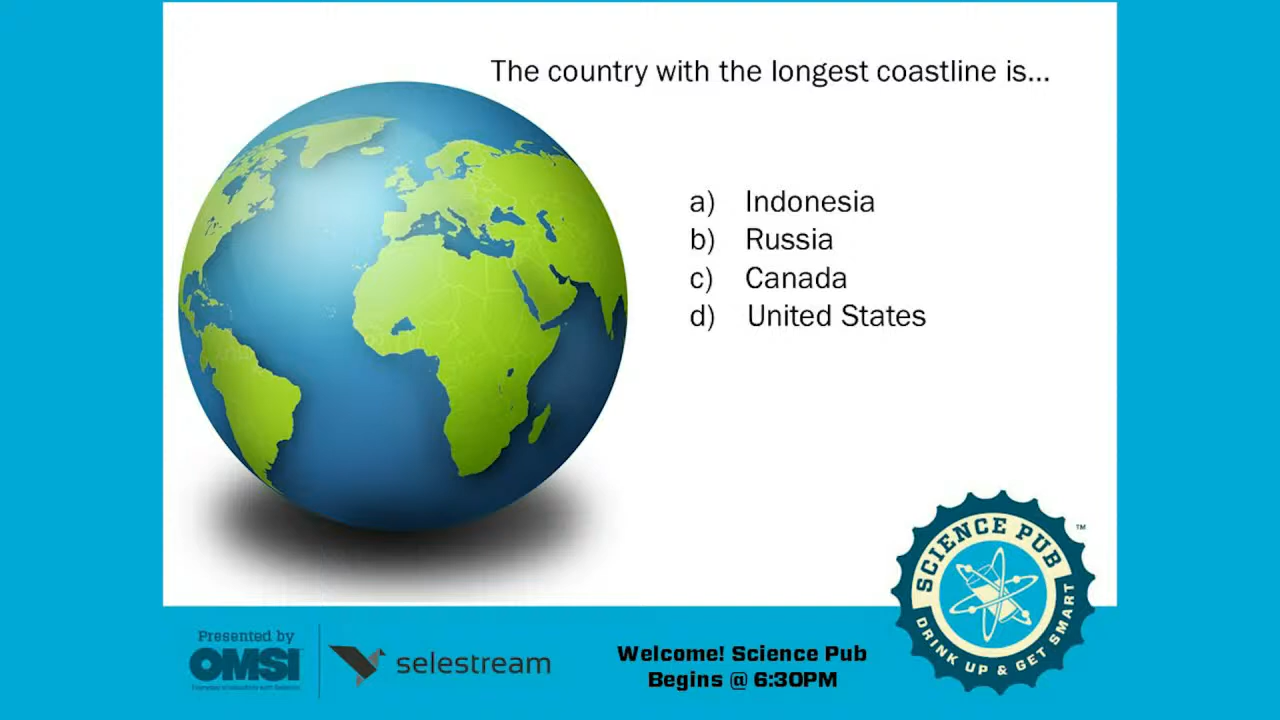 The country with the longest coastline is...
a) Indonesia
b) Russia
c) Canada
d) United States
SCIENCE PUB
DRINK UP & GET SMART
TM
Presented by
OMSI
selestream
Welcome! Science Pub
Begins @ 6:30PM